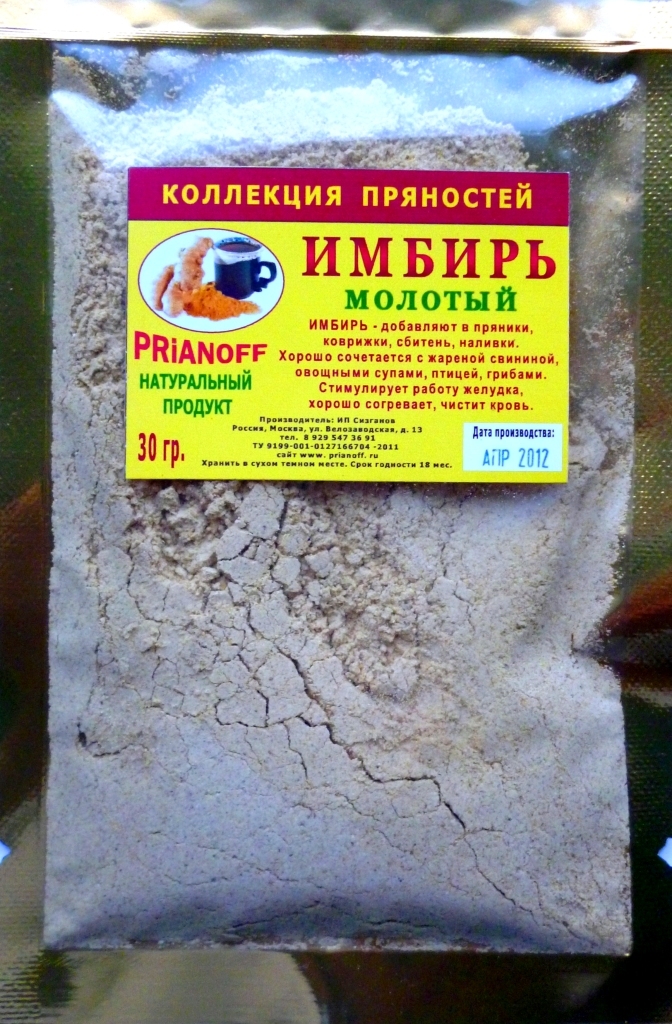 КОЛЛЕКЦИЯ ПРЯНОСТЕЙ
ИМБИРЬ
МОЛОТЫЙ
ИМБИРЬ - добавляют в пряники,
коврижки, сбитень, наливки.
Хорошо сочетается с жареной свининой,
овощными супами, птицей, грибами.
Стимулирует работу желудка,
хорошо согревает, чистит кровь.
PRiANOFF
НАТУРАЛЬНЫЙ
ПРОДУКТ
30 гр.
Производитель: ИП Сизганов
Россия, Москва, ул. Велозаводская, д. 13
тел. 8 929 547 36 91
ТУ 9199-001-0127166704 -2011
сайт www. prianoff. ru
Хранить в сухом темном месте. Срок годности 18 мес.
Дата производства:
АПР 2012